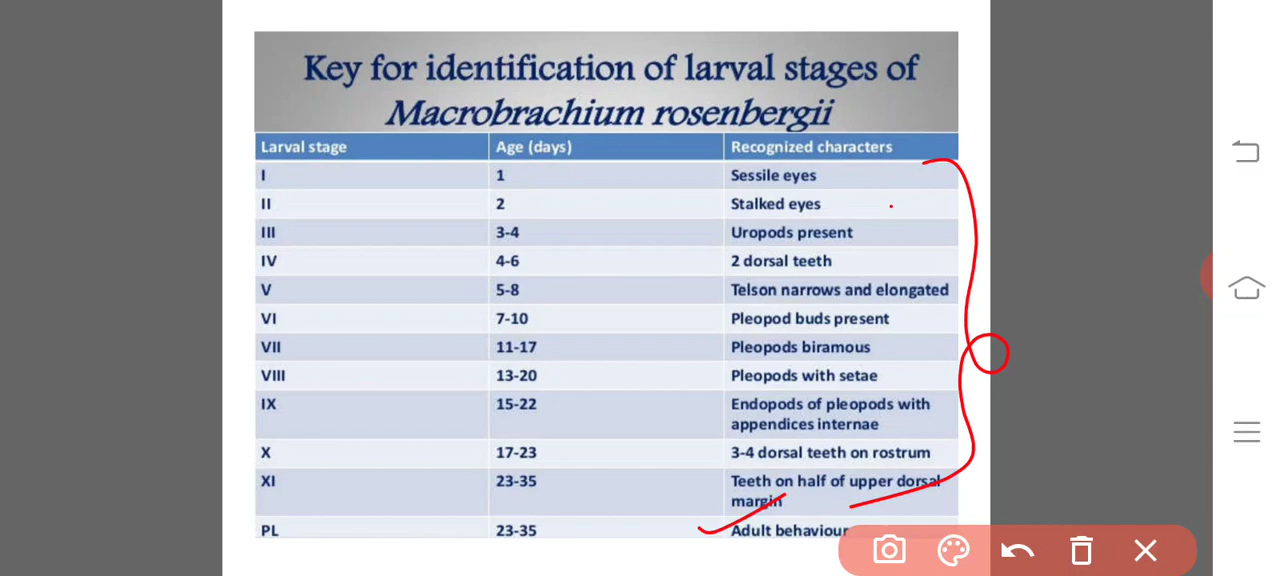 Key for identification of larval stages of
Macrobrachium rosenbergii
Larval stage Age (days) Recognized characters
I 1 Sessile eyes
II 2 Stalked eyes
III 3-4 Uropods present
IV 4-6 2 dorsal teeth
V 5-8 Telson narrows and elongated
VI 7-10 Pleopod buds present
VII 11-17 Pleopods biramous
VIII 13-20 Pleopods with setae
IX 15-22 Endopods of pleopods with
appendices internae
X 17-23 3-4 dorsal teeth on rostrum
XI 23-35 Teeth on half of upper dorsal
margin
PL 23-35 Adult behaviour